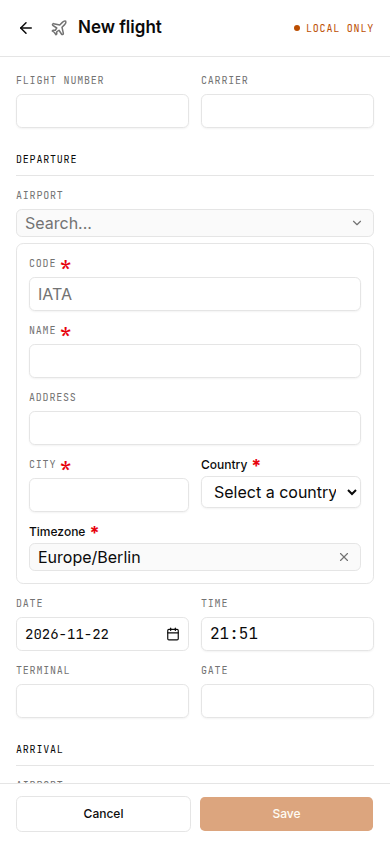 New flight
LOCAL ONLY
FLIGHT NUMBER CARRIER
DEPARTURE
AIRPORT
Search...
CODE *
IATA
NAME *
ADDRESS
CITY * Country *
Select a country
Timezone *
Europe/Berlin
DATE TIME
2026-11-22 21:51
TERMINAL GATE
ARRIVAL
AIRPORT
Cancel Save